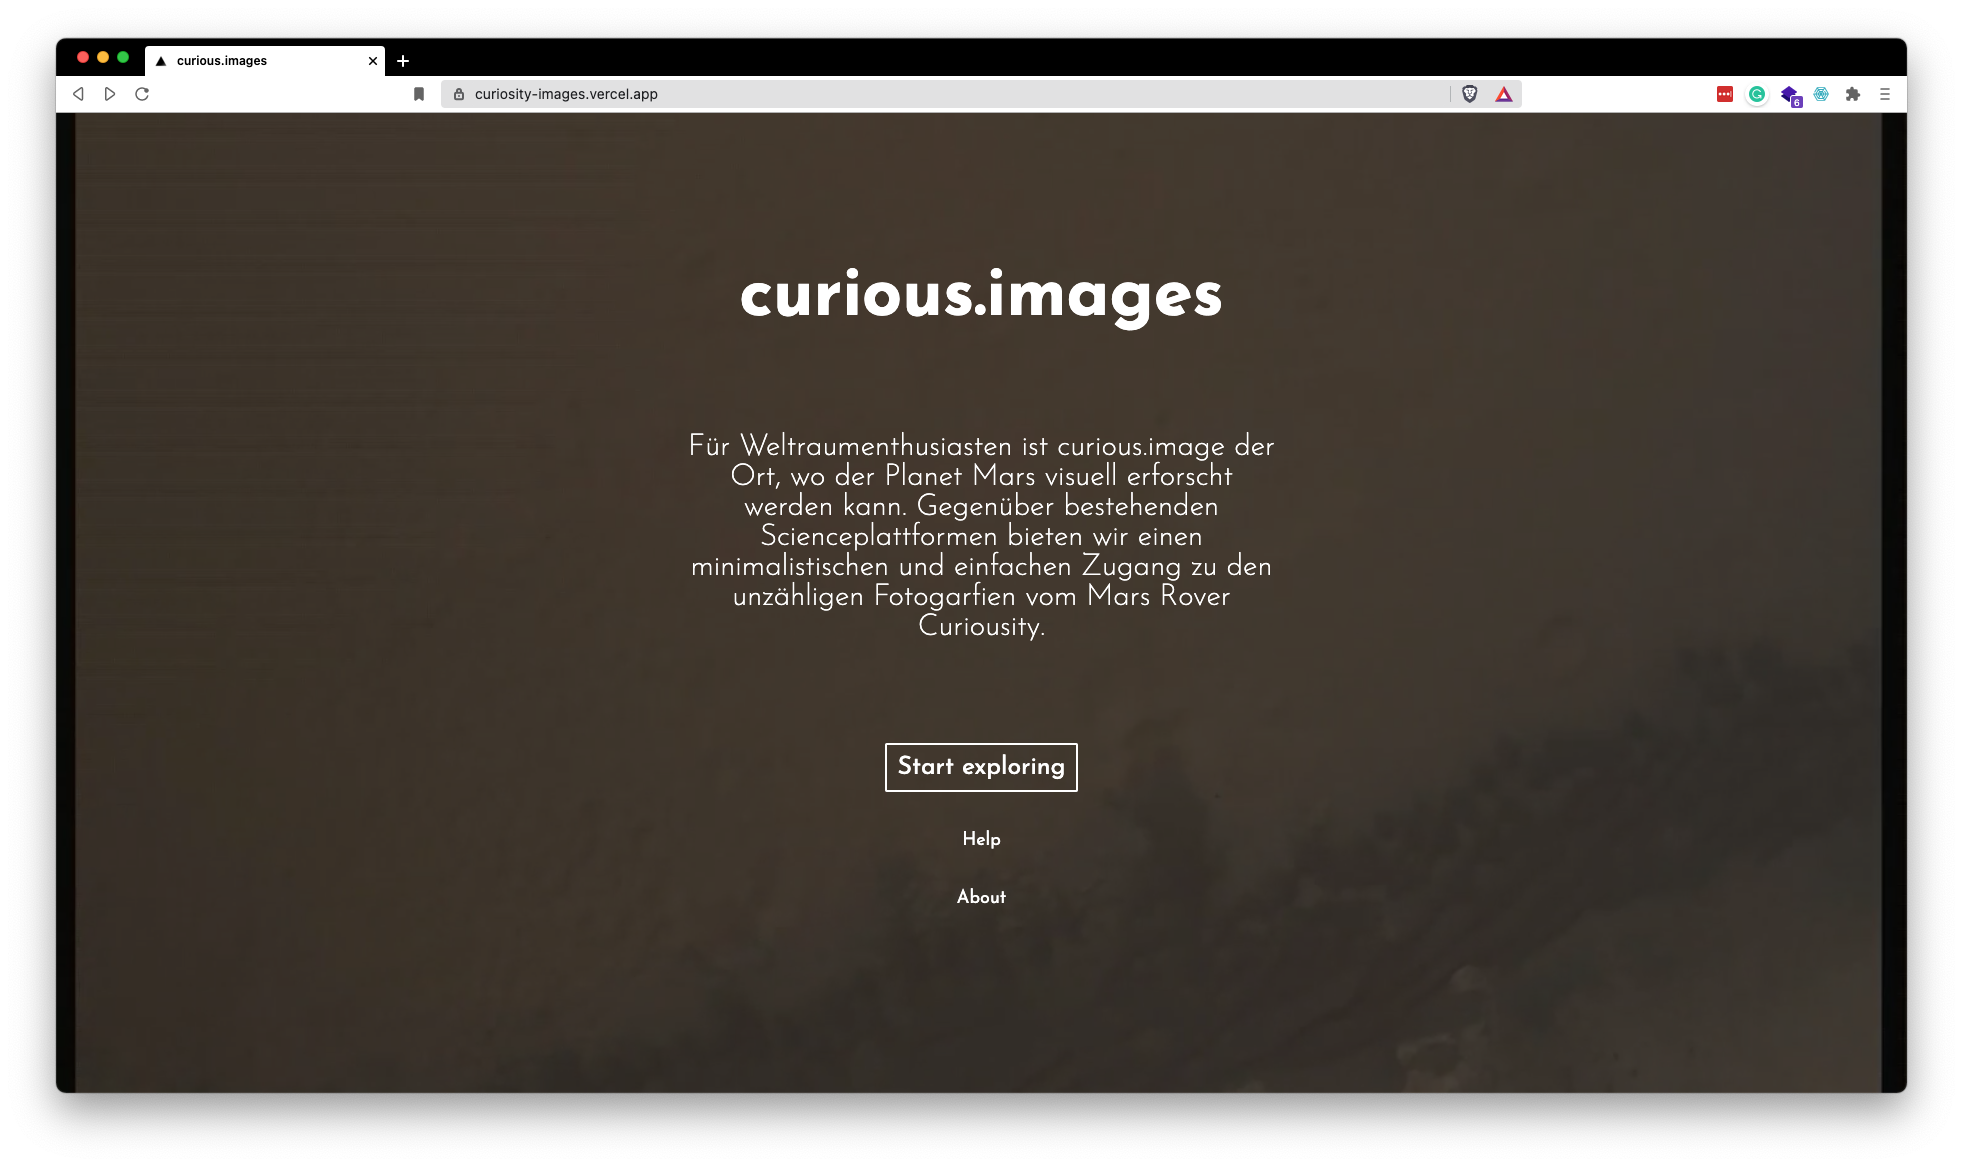 curious.images
curiosity-images.vercel.app
6
curious.images
Für Weltraumenthusiasten ist curious.image der
Ort, wo der Planet Mars visuell erforscht
werden kann. Gegenüber bestehenden
Scienceplattformen bieten wir einen
minimalistischen und einfachen Zugang zu den
unzähligen Fotogarfien vom Mars Rover
Curiousity.
Start exploring
Help
About